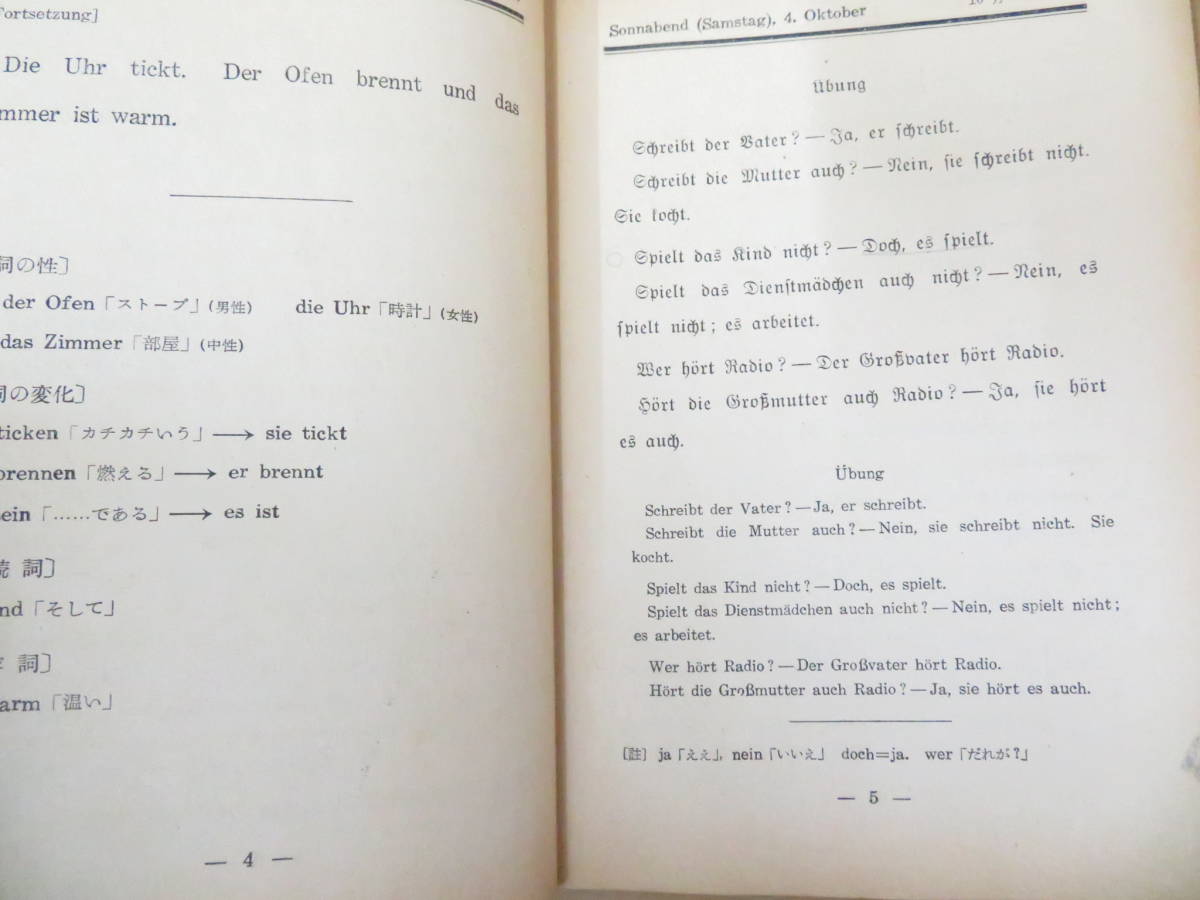 Fortsetzung]
Die Uhr tickt. Der Ofen brennt und das
mmer ist warm.
詞の性〕
der Ofen「ストーブ」(男性) die Uhr「時計」(女性)
das Zimmer「部屋」(中性)
詞の変化〕
ticken「カチカチいう」→ sie tickt
brennen「燃える」→ er brennt
sein「……である」→ es ist
続 詞〕
nd「そして」
詞〕
arm「温い」
— 4 —
Sonnabend (Samstag), 4. Oktober
Übung
Schreibt der Vater? — Ja, er schreibt.
Schreibt die Mutter auch? — Nein, sie schreibt nicht.
Sie kocht.
Spielt das Kind nicht? — Doch, es spielt.
Spielt das Dienstmädchen auch nicht? — Nein, es
spielt nicht; es arbeitet.
Wer hört Radio? — Der Großvater hört Radio.
Hört die Großmutter auch Radio? — Ja, sie hört
es auch.
Übung
Schreibt der Vater? — Ja, er schreibt.
Schreibt die Mutter auch? — Nein, sie schreibt nicht. Sie
kocht.
Spielt das Kind nicht? — Doch, es spielt.
Spielt das Dienstmädchen auch nicht? — Nein, es spielt nicht;
es arbeitet.
Wer hört Radio? — Der Großvater hört Radio.
Hört die Großmutter auch Radio? — Ja, sie hört es auch.
〔註〕 ja「ええ」, nein「いいえ」 doch=ja. wer「だれが?」
— 5 —